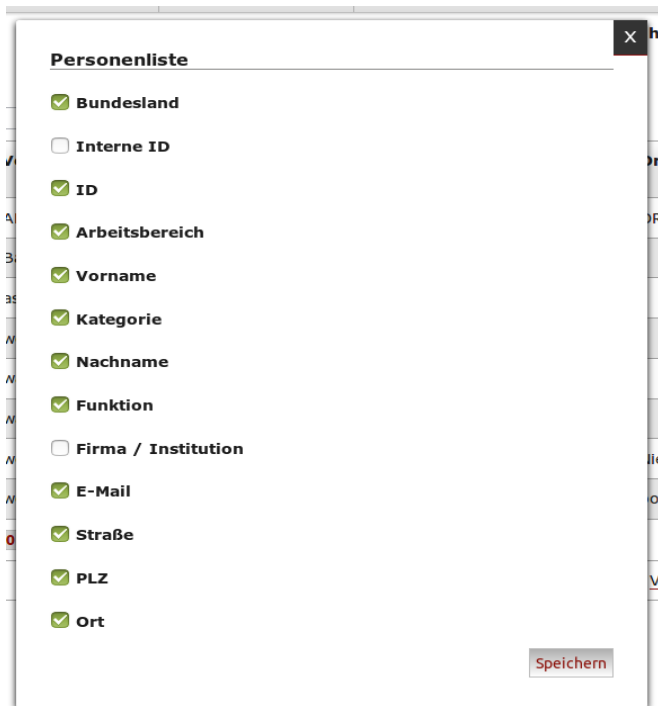 X
Personenliste
Bundesland
Interne ID
ID
Arbeitsbereich
Vorname
Kategorie
Nachname
Funktion
Firma / Institution
E-Mail
Straße
PLZ
Ort
Speichern